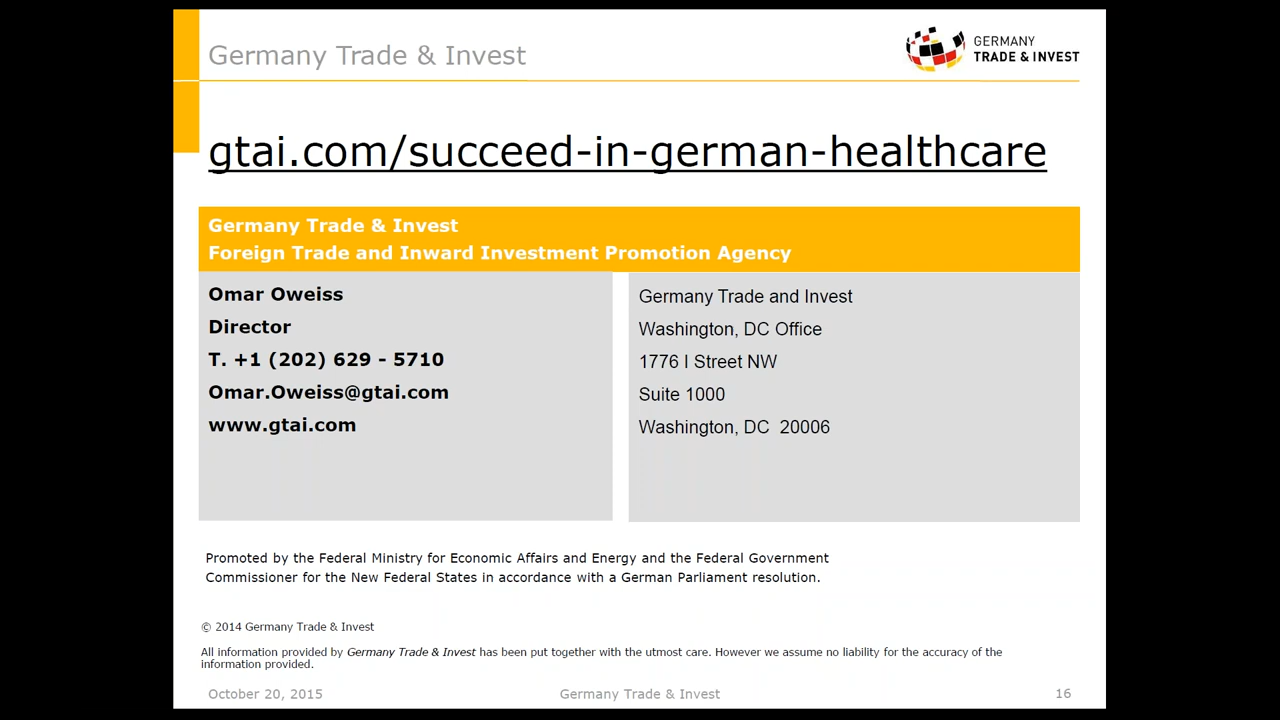 Germany Trade & Invest
GERMANY
TRADE & INVEST
gtai.com/succeed-in-german-healthcare
Germany Trade & Invest
Foreign Trade and Inward Investment Promotion Agency
Omar Oweiss
Director
T. +1 (202) 629 - 5710
Omar.Oweiss@gtai.com
www.gtai.com
Germany Trade and Invest
Washington, DC Office
1776 I Street NW
Suite 1000
Washington, DC 20006
Promoted by the Federal Ministry for Economic Affairs and Energy and the Federal Government
Commissioner for the New Federal States in accordance with a German Parliament resolution.
© 2014 Germany Trade & Invest
All information provided by Germany Trade & Invest has been put together with the utmost care. However we assume no liability for the accuracy of the
information provided.
October 20, 2015
Germany Trade & Invest
16